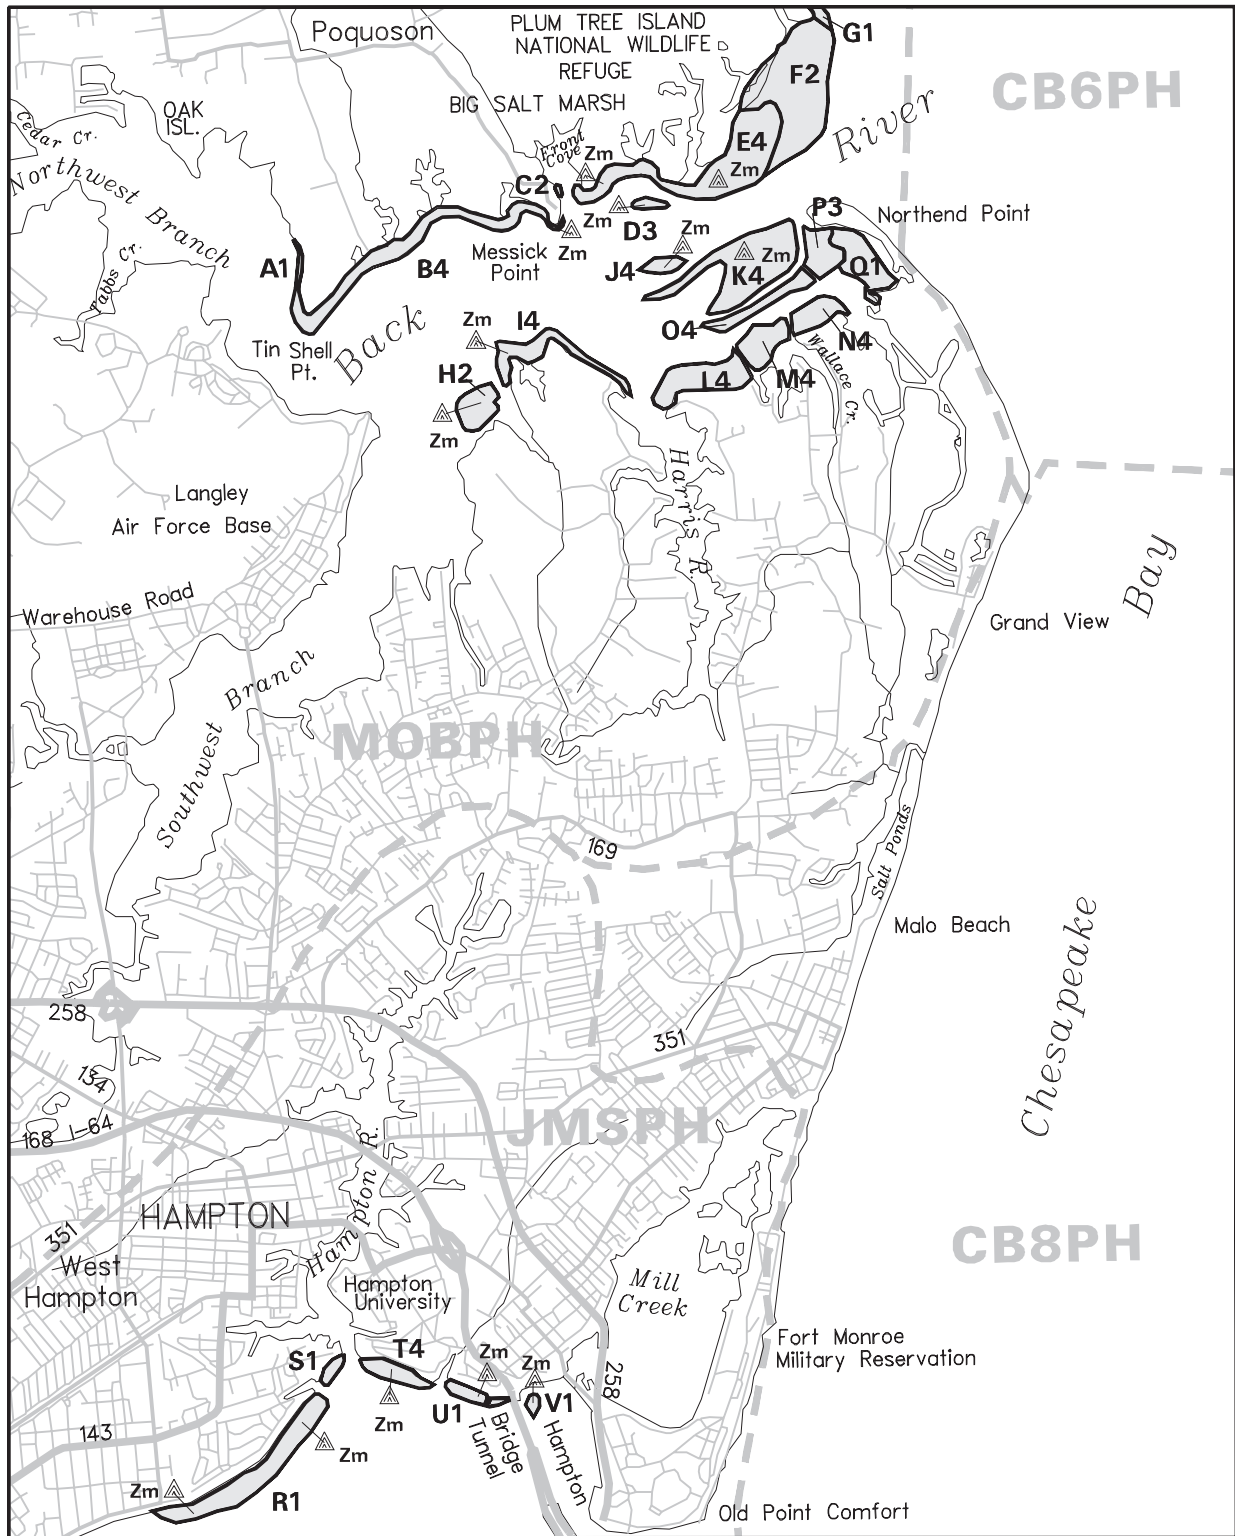 Poquoson
PLUM TREE ISLAND
NATIONAL WILDLIFE
REFUGE
G1
F2
CB6PH
BIG SALT MARSH
OAK
ISL.
River
Cedar Cr.
E4
Front
Cove
Zm
Zm
Northwest Branch
C2
P3
Northend Point
Zm
D3
Zm
Tabbs Cr.
Messick
Point
Zm
A1
B4
J4
K4
Zm
Q1
Back
Zm
I4
O4
N4
Tin Shell
Pt.
Wallace Cr.
H2
L4
M4
Zm
Harris R.
Langley
Air Force Base
Bay
Warehouse Road
Grand View
Southwest Branch
MOBPH
169
Salt Ponds
Malo Beach
Chesapeake
258
351
134
168
I-64
JMSPH
Hampton R.
HAMPTON
351
CB8PH
West
Hampton
Hampton
University
Mill
Creek
Fort Monroe
Military Reservation
S1
T4
Zm
Zm
258
U1
V1
Zm
Bridge
Tunnel
Hampton
143
Zm
Zm
R1
Old Point Comfort